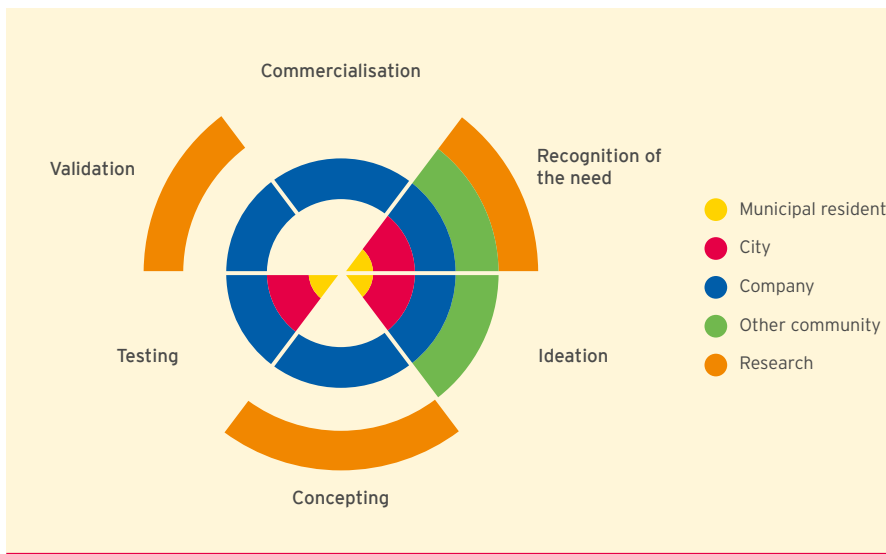 Commercialisation
Validation
Recognition of
the need
Municipal resident
City
Company
Other community
Research
Testing
Ideation
Concepting